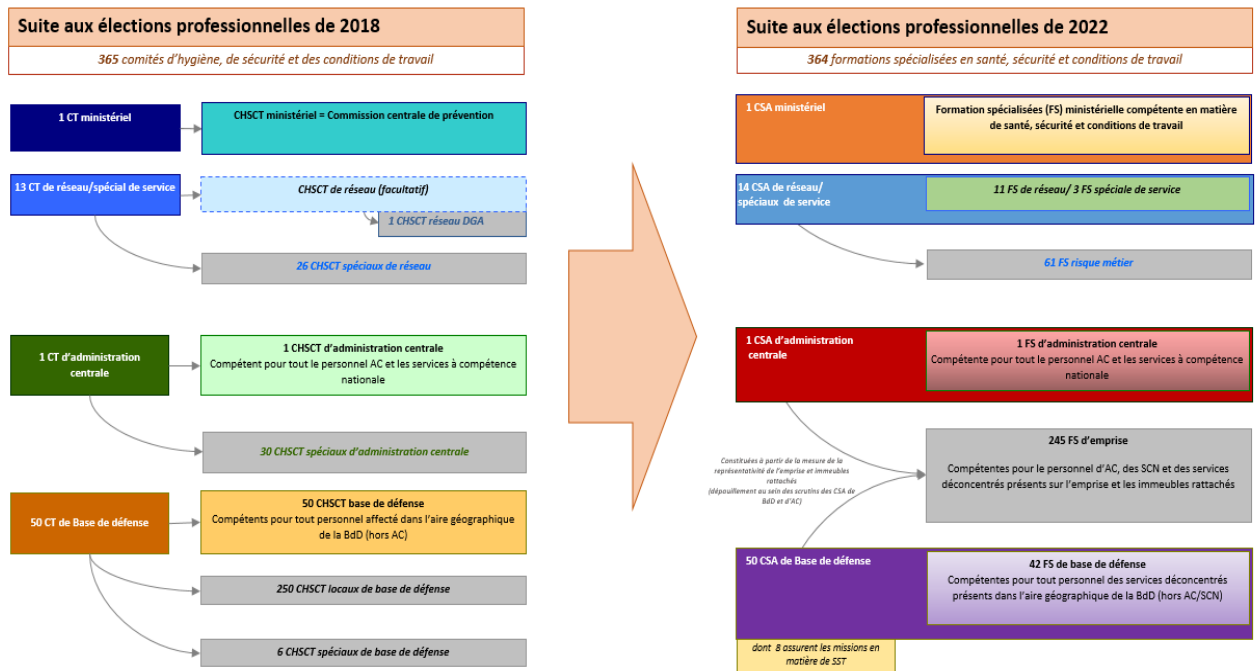 Suite aux élections professionnelles de 2018
365 comités d'hygiène, de sécurité et des conditions de travail
1 CT ministériel
CHSCT ministériel = Commission centrale de prévention
13 CT de réseau/spécial de service
CHSCT de réseau (facultatif)
1 CHSCT réseau DGA
26 CHSCT spéciaux de réseau
1 CT d'administration
centrale
1 CHSCT d'administration centrale
Compétent pour tout le personnel AC et les services à compétence
nationale
30 CHSCT spéciaux d'administration centrale
50 CT de Base de défense
50 CHSCT base de défense
Compétents pour tout personnel affecté dans l'aire géographique
de la BdD (hors AC)
250 CHSCT locaux de base de défense
6 CHSCT spéciaux de base de défense
Suite aux élections professionnelles de 2022
364 formations spécialisées en santé, sécurité et conditions de travail
1 CSA ministériel
Formation spécialisées (FS) ministérielle compétente en matière
de santé, sécurité et conditions de travail
14 CSA de réseau/
spéciaux de service
11 FS de réseau/ 3 FS spéciale de service
61 FS risque métier
1 CSA d'administration
centrale
1 FS d'administration centrale
Compétente pour tout le personnel AC et les services à compétence
nationale
Constituées à partir de la mesure de la
représentativité de l'emprise et immeubles
rattachés
(dépouillement au sein des scrutins des CSA de
BdD et d'AC)
245 FS d'emprise
Compétentes pour le personnel d'AC, des SCN et des services
déconcentrés présents sur l'emprise et les immeubles rattachés
50 CSA de Base de défense
42 FS de base de défense
Compétentes pour tout personnel des services déconcentrés
présents dans l'aire géographique de la BdD (hors AC/SCN)
dont 8 assurent les missions en
matière de SST